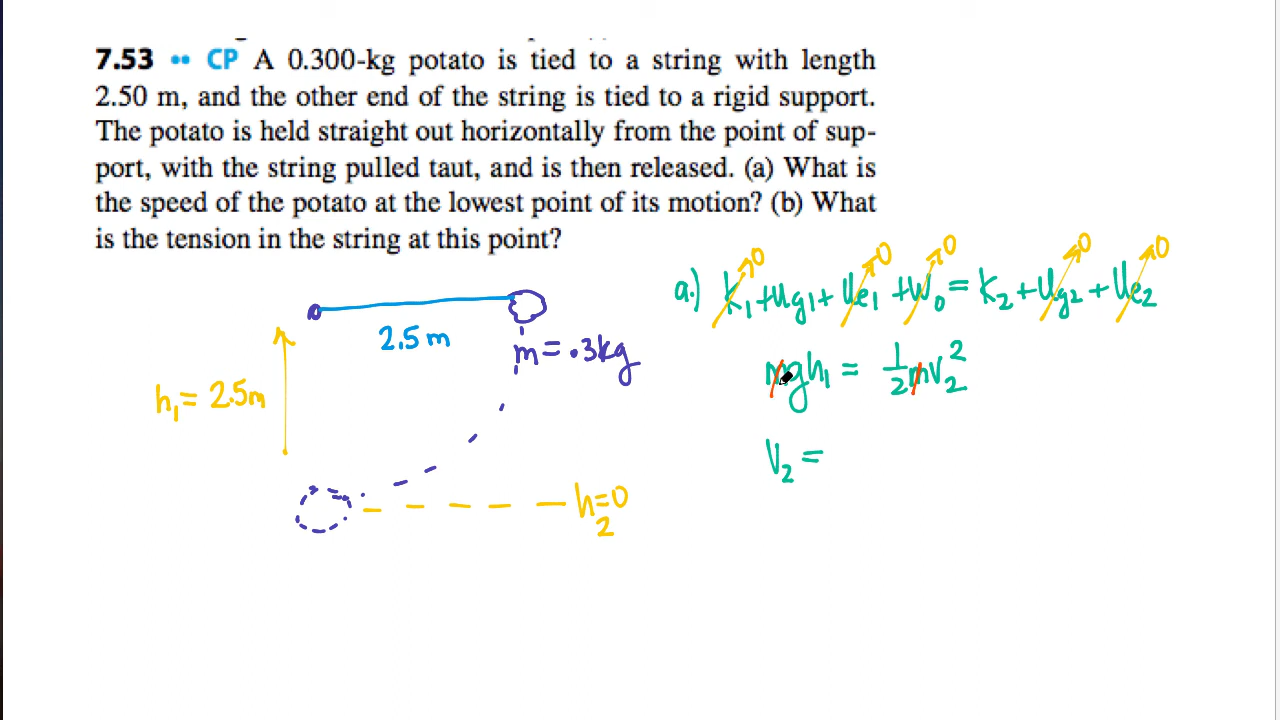 7.53 •• CP A 0.300-kg potato is tied to a string with length
2.50 m, and the other end of the string is tied to a rigid support.
The potato is held straight out horizontally from the point of sup-
port, with the string pulled taut, and is then released. (a) What is
the speed of the potato at the lowest point of its motion? (b) What
is the tension in the string at this point?
0 0 0 0 0
a.) K₁ + Ug₁ + Ue₁ + W₀ = K₂ + Ug₂ + Ue₂
2.5 m
m = .3kg
mgh₁ = 1/2 mv₂²
h₁ = 2.5m
V₂ =
h₂ = 0